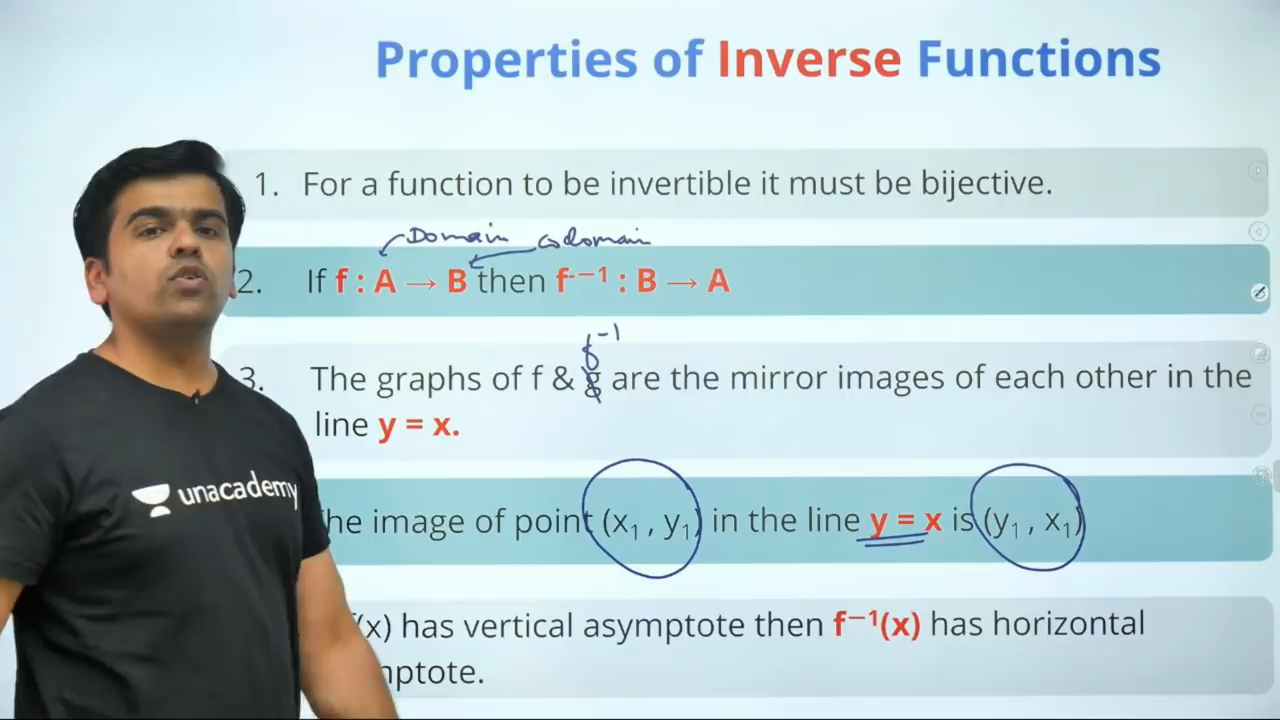 Properties of Inverse Functions
1. For a function to be invertible it must be bijective.
Domain codomain
2. If f : A → B then f⁻¹ : B → A
f⁻¹
3. The graphs of f & g are the mirror images of each other in the
line y = x.
he image of point (x₁ , y₁) in the line y = x is (y₁ , x₁)
(x) has vertical asymptote then f⁻¹(x) has horizontal
mptote.
unacademy